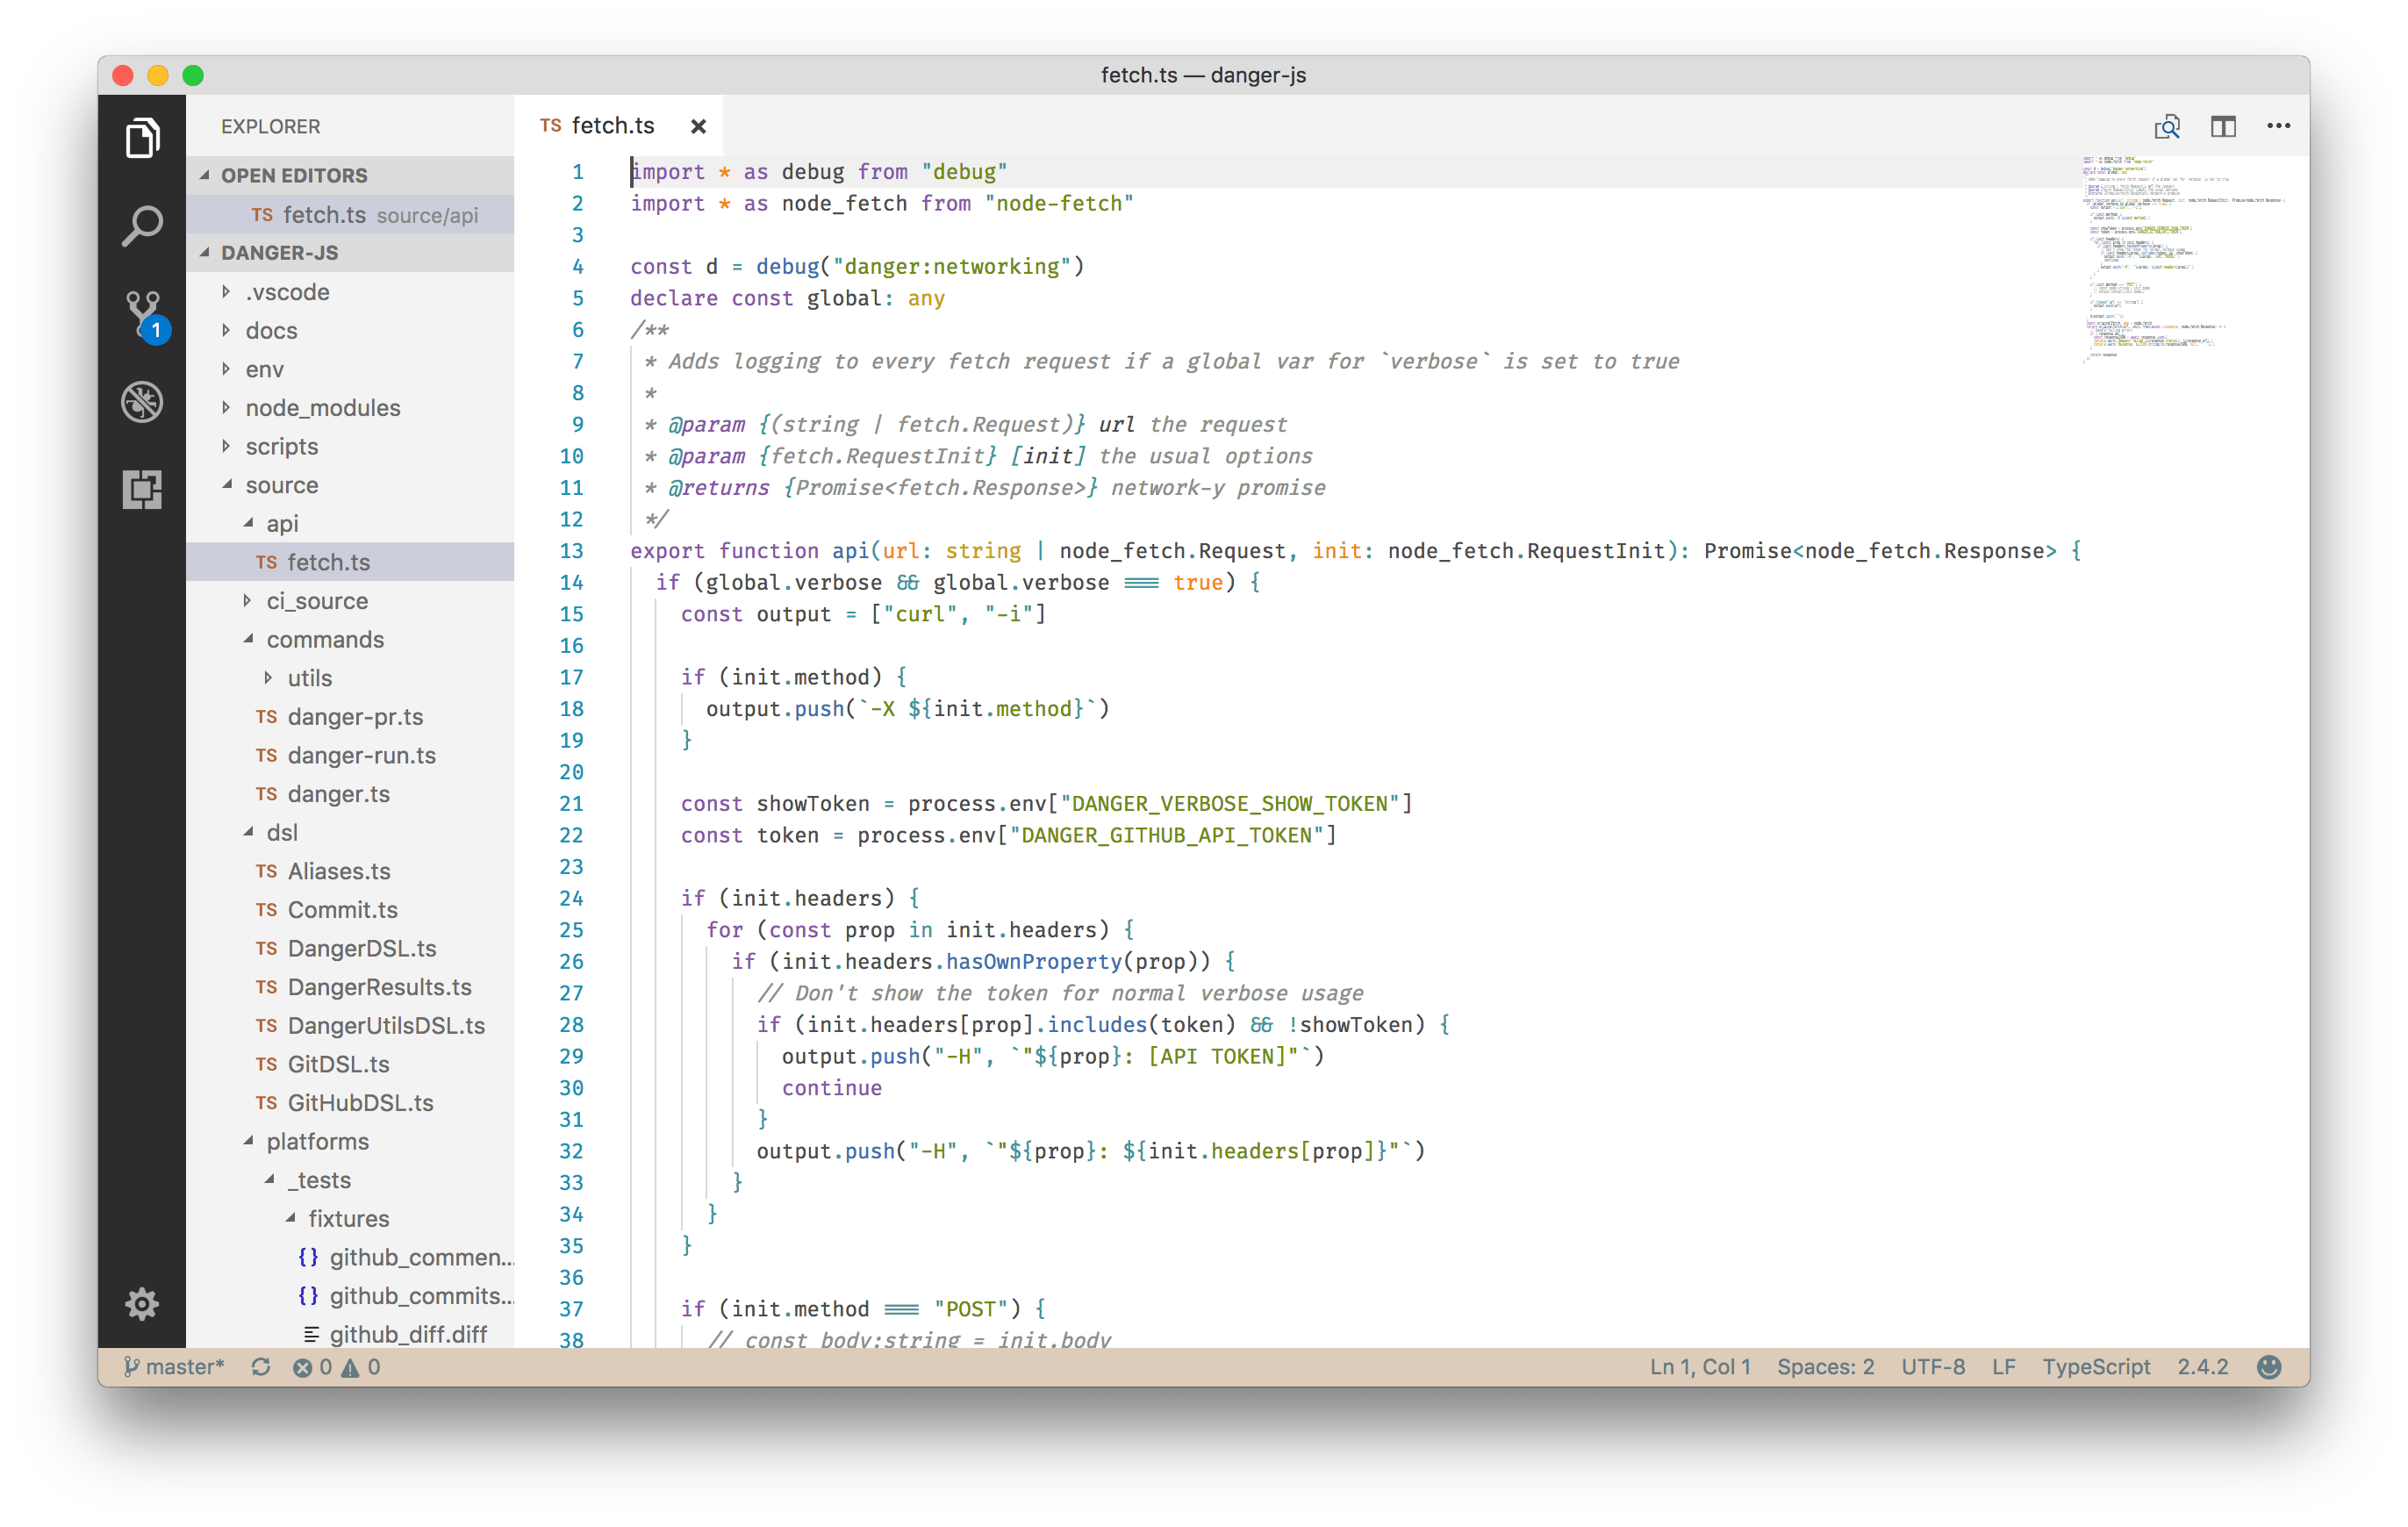 fetch.ts — danger-js
EXPLORER
OPEN EDITORS
TS fetch.ts source/api
DANGER-JS
.vscode
docs
env
node_modules
scripts
source
api
TS fetch.ts
ci_source
commands
utils
TS danger-pr.ts
TS danger-run.ts
TS danger.ts
dsl
TS Aliases.ts
TS Commit.ts
TS DangerDSL.ts
TS DangerResults.ts
TS DangerUtilsDSL.ts
TS GitDSL.ts
TS GitHubDSL.ts
platforms
_tests
fixtures
{} github_commen...
{} github_commits...
github_diff.diff
1
TS fetch.ts ×
1 import * as debug from "debug"
2 import * as node_fetch from "node-fetch"
3
4 const d = debug("danger:networking")
5 declare const global: any
6 /**
7  * Adds logging to every fetch request if a global var for `verbose` is set to true
8  *
9  * @param {(string | fetch.Request)} url the request
10  * @param {fetch.RequestInit} [init] the usual options
11  * @returns {Promise<fetch.Response>} network-y promise
12  */
13 export function api(url: string | node_fetch.Request, init: node_fetch.RequestInit): Promise<node_fetch.Response> {
14   if (global.verbose && global.verbose === true) {
15     const output = ["curl", "-i"]
16
17     if (init.method) {
18       output.push(`-X ${init.method}`)
19     }
20
21     const showToken = process.env["DANGER_VERBOSE_SHOW_TOKEN"]
22     const token = process.env["DANGER_GITHUB_API_TOKEN"]
23
24     if (init.headers) {
25       for (const prop in init.headers) {
26         if (init.headers.hasOwnProperty(prop)) {
27           // Don't show the token for normal verbose usage
28           if (init.headers[prop].includes(token) && !showToken) {
29             output.push("-H", `"${prop}: [API TOKEN]"`)
30             continue
31           }
32           output.push("-H", `"${prop}: ${init.headers[prop]}"`)
33         }
34       }
35     }
36
37     if (init.method === "POST") {
38       // const body:string = init.body
master* 0 0
Ln 1, Col 1 Spaces: 2 UTF-8 LF TypeScript 2.4.2